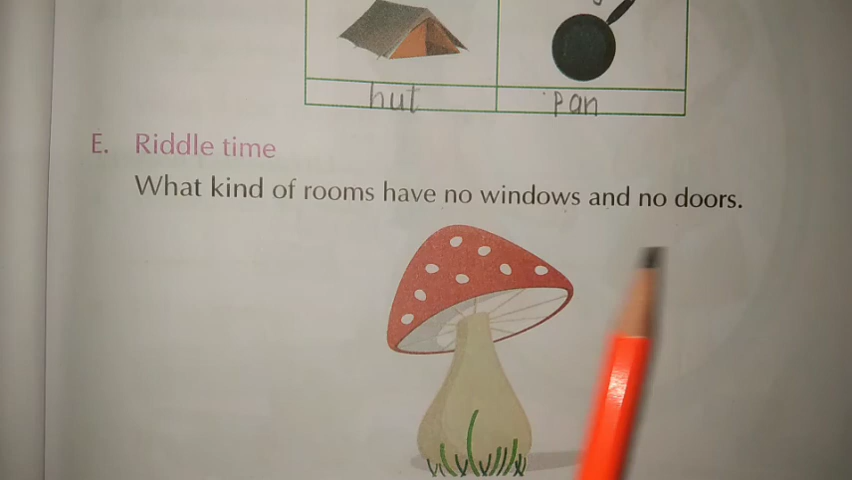 hut pan
E. Riddle time
What kind of rooms have no windows and no doors.